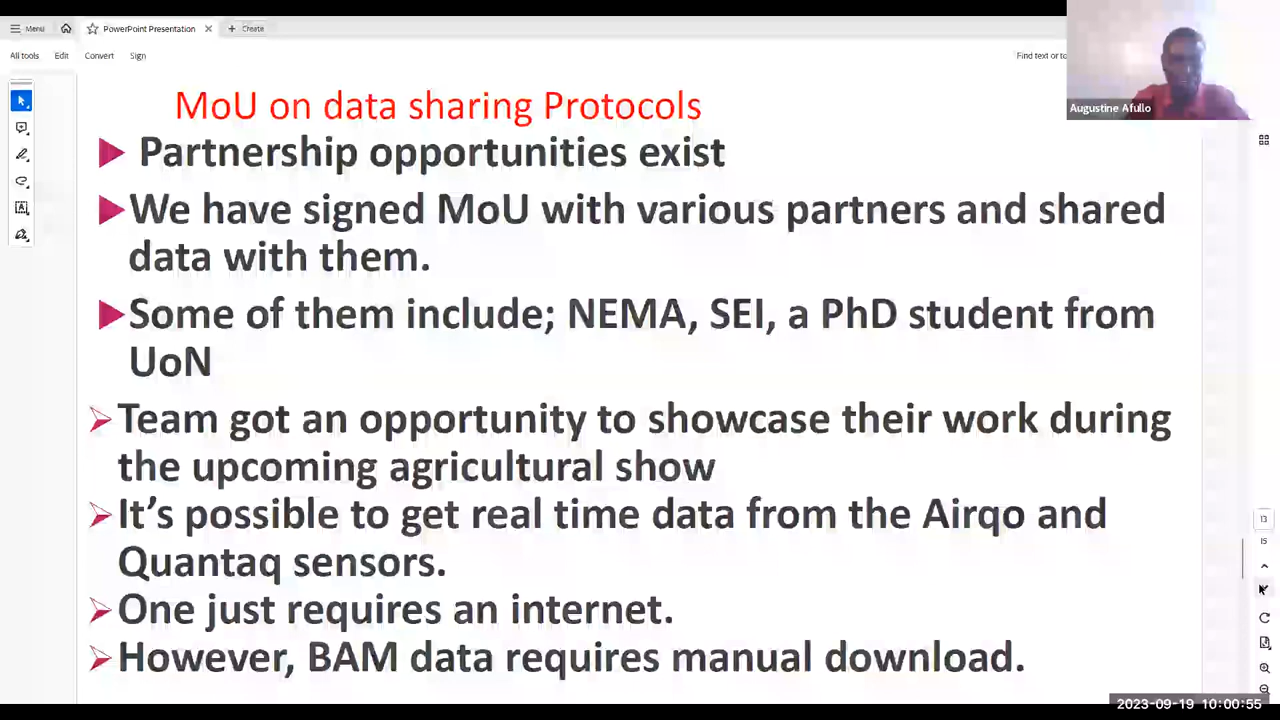 Menu
PowerPoint Presentation
Create
All tools
Edit
Convert
Sign
Find text or to
Augustine Afullo
MoU on data sharing Protocols
Partnership opportunities exist
We have signed MoU with various partners and shared
data with them.
Some of them include; NEMA, SEI, a PhD student from
UoN
Team got an opportunity to showcase their work during
the upcoming agricultural show
It’s possible to get real time data from the Airqo and
Quantaq sensors.
One just requires an internet.
However, BAM data requires manual download.
13
15
2023-09-19 10:00:55